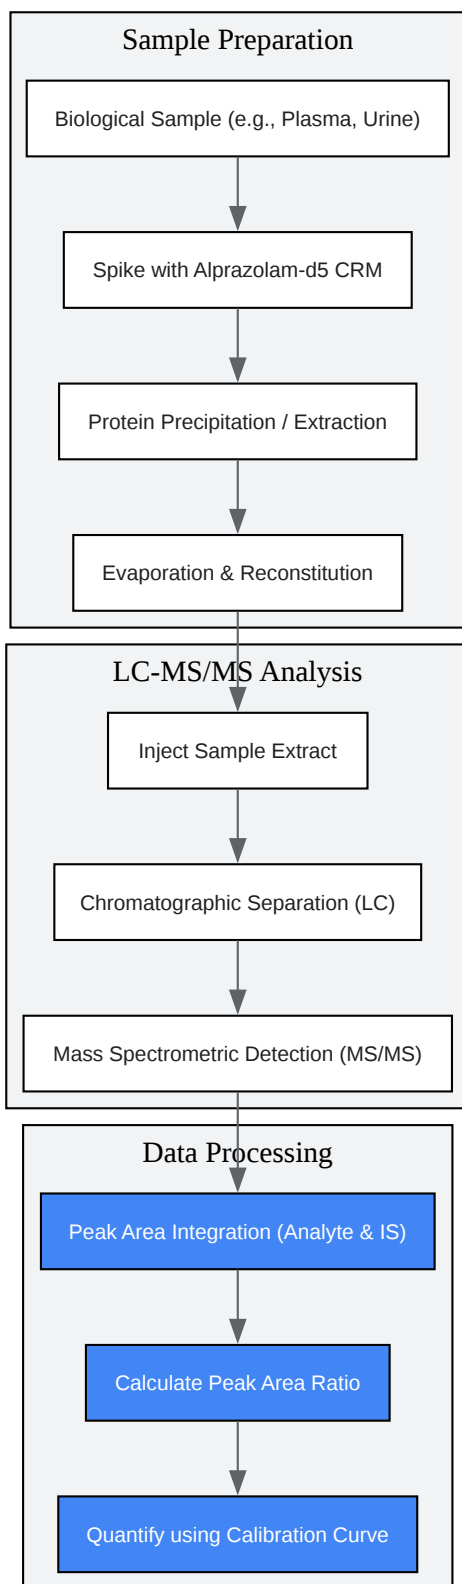 Sample Preparation
Biological Sample (e.g., Plasma, Urine)
Spike with Alprazolam-d5 CRM
Protein Precipitation / Extraction
Evaporation & Reconstitution
LC-MS/MS Analysis
Inject Sample Extract
Chromatographic Separation (LC)
Mass Spectrometric Detection (MS/MS)
Data Processing
Peak Area Integration (Analyte & IS)
Calculate Peak Area Ratio
Quantify using Calibration Curve